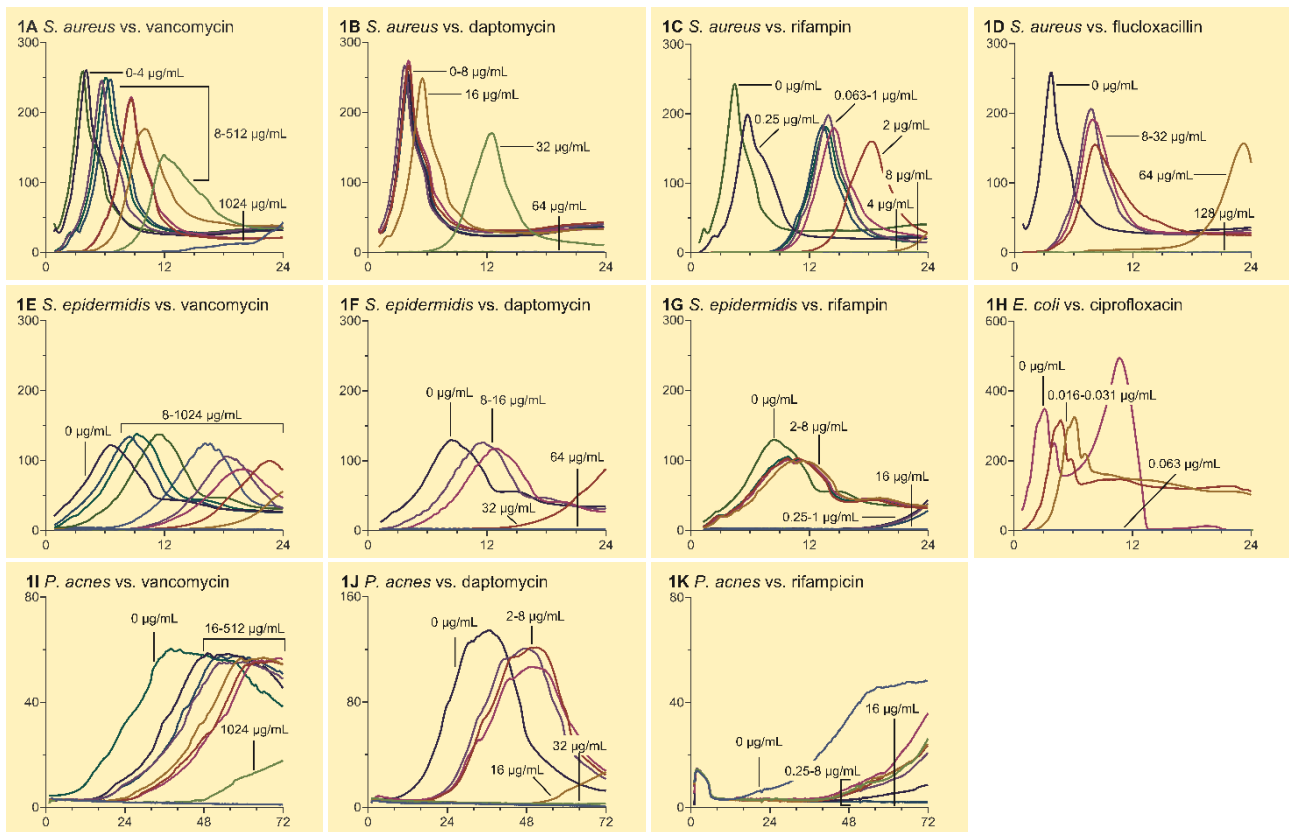 1A S. aureus vs. vancomycin
300
200
100
0
0 12 24
0-4 µg/mL
8-512 µg/mL
1024 µg/mL
1B S. aureus vs. daptomycin
300
200
100
0
0 12 24
0-8 µg/mL
16 µg/mL
32 µg/mL
64 µg/mL
1C S. aureus vs. rifampin
300
200
100
0
0 12 24
0 µg/mL
0.063-1 µg/mL
0.25 µg/mL
2 µg/mL
8 µg/mL
4 µg/mL
1D S. aureus vs. flucloxacillin
300
200
150
100
0
0 12 24
0 µg/mL
8-32 µg/mL
64 µg/mL
128 µg/mL
1E S. epidermidis vs. vancomycin
300
200
100
0
0 12 24
8-1024 µg/mL
0 µg/mL
1F S. epidermidis vs. daptomycin
300
200
100
0
0 12 24
0 µg/mL
8-16 µg/mL
64 µg/mL
32 µg/mL
1G S. epidermidis vs. rifampin
300
200
100
0
0 12 24
0 µg/mL
2-8 µg/mL
16 µg/mL
0.25-1 µg/mL
1H E. coli vs. ciprofloxacin
600
400
200
0
0 12 24
0 µg/mL
0.016-0.031 µg/mL
0.063 µg/mL
1I P. acnes vs. vancomycin
80
40
0
0 24 48 72
0 µg/mL
16-512 µg/mL
1024 µg/mL
1J P. acnes vs. daptomycin
160
80
0
0 24 48 72
0 µg/mL
2-8 µg/mL
32 µg/mL
16 µg/mL
1K P. acnes vs. rifampicin
80
40
0
0 24 48 72
16 µg/mL
0 µg/mL
0.25-8 µg/mL